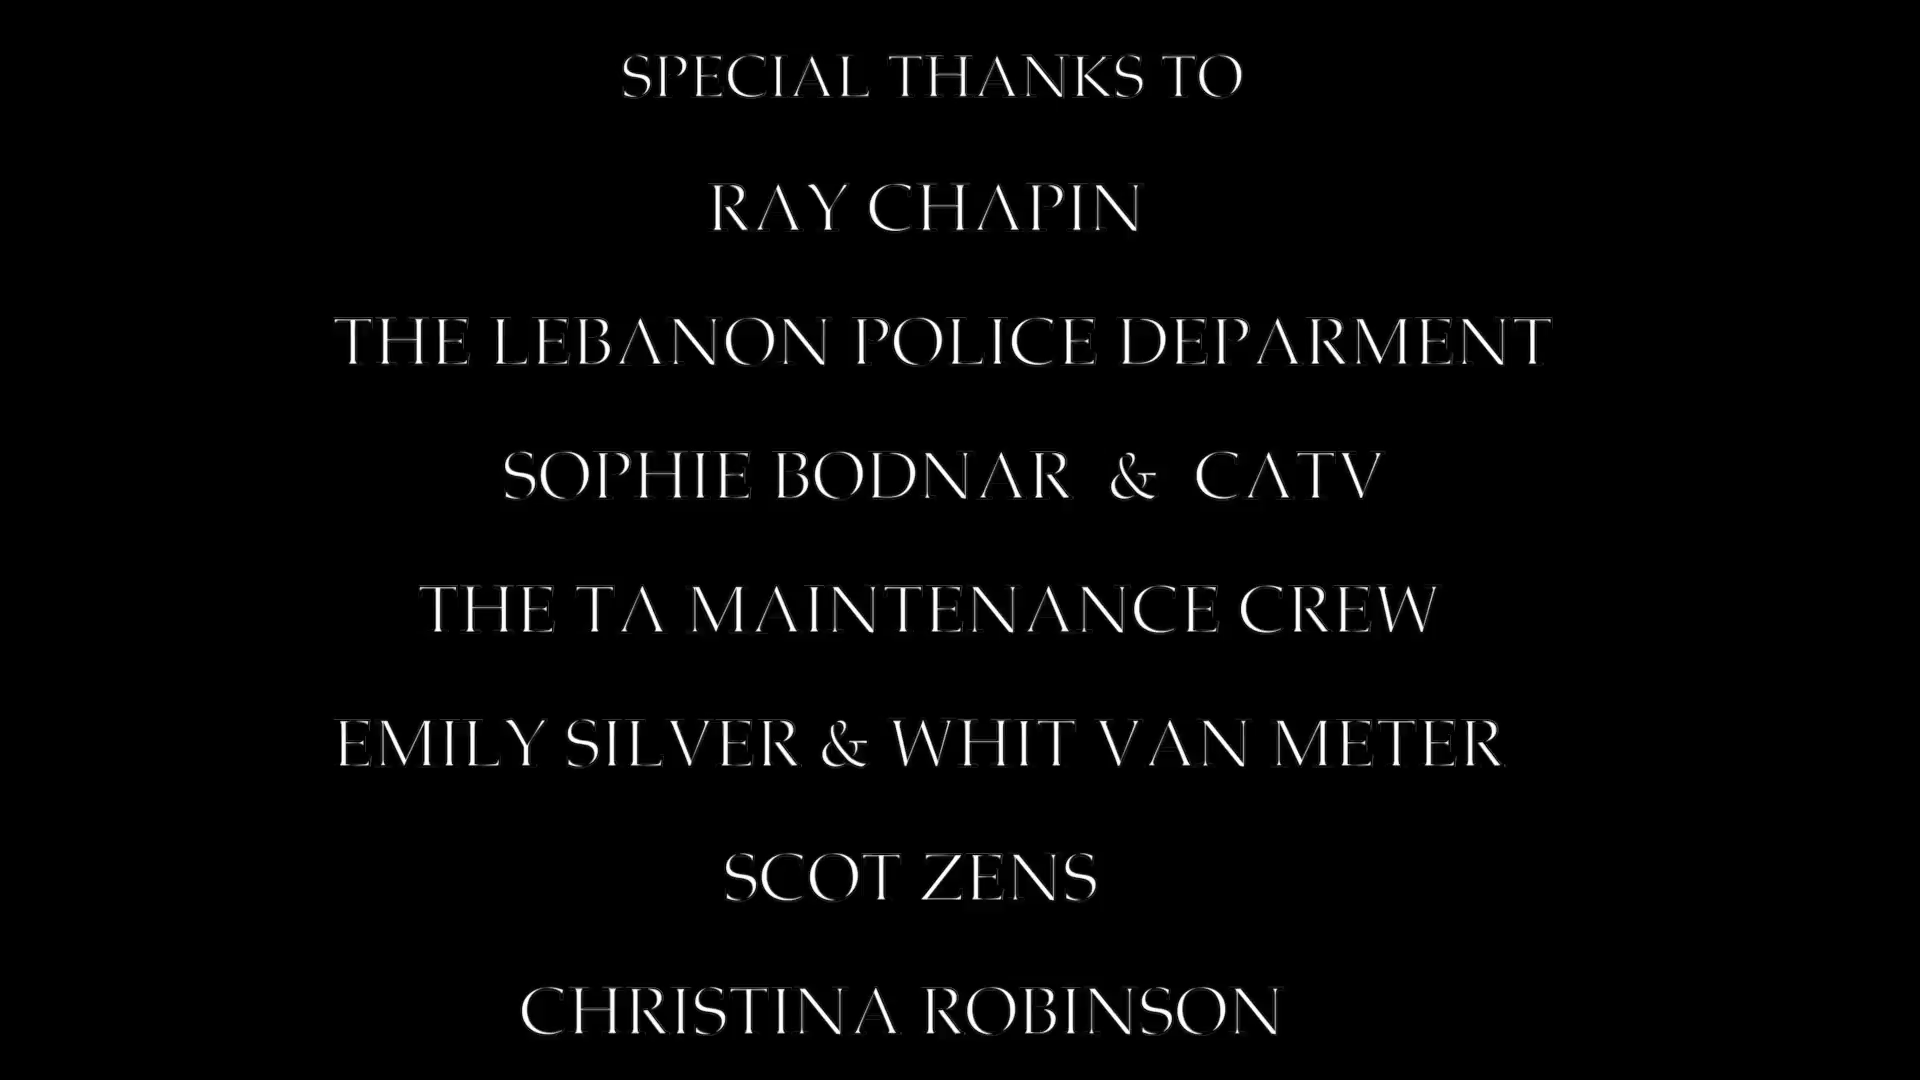 SPECIAL THANKS TO
RAY CHAPIN
THE LEBANON POLICE DEPARMENT
SOPHIE BODNAR & CATV
THE TA MAINTENANCE CREW
EMILY SILVER & WHIT VAN METER
SCOT ZENS
CHRISTINA ROBINSON